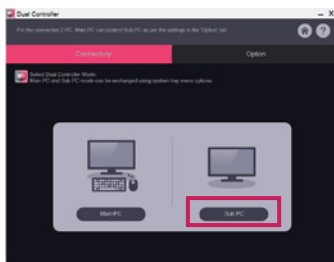 Dual Controller
For the connected 2 PC, Main PC can control Sub PC as per the settings in the 'Option' tab
Connectivity
Option
Select Dual Controller Mode.
Main PC and Sub PC mode can be exchanged using system tray menu options.
Main PC
Sub PC